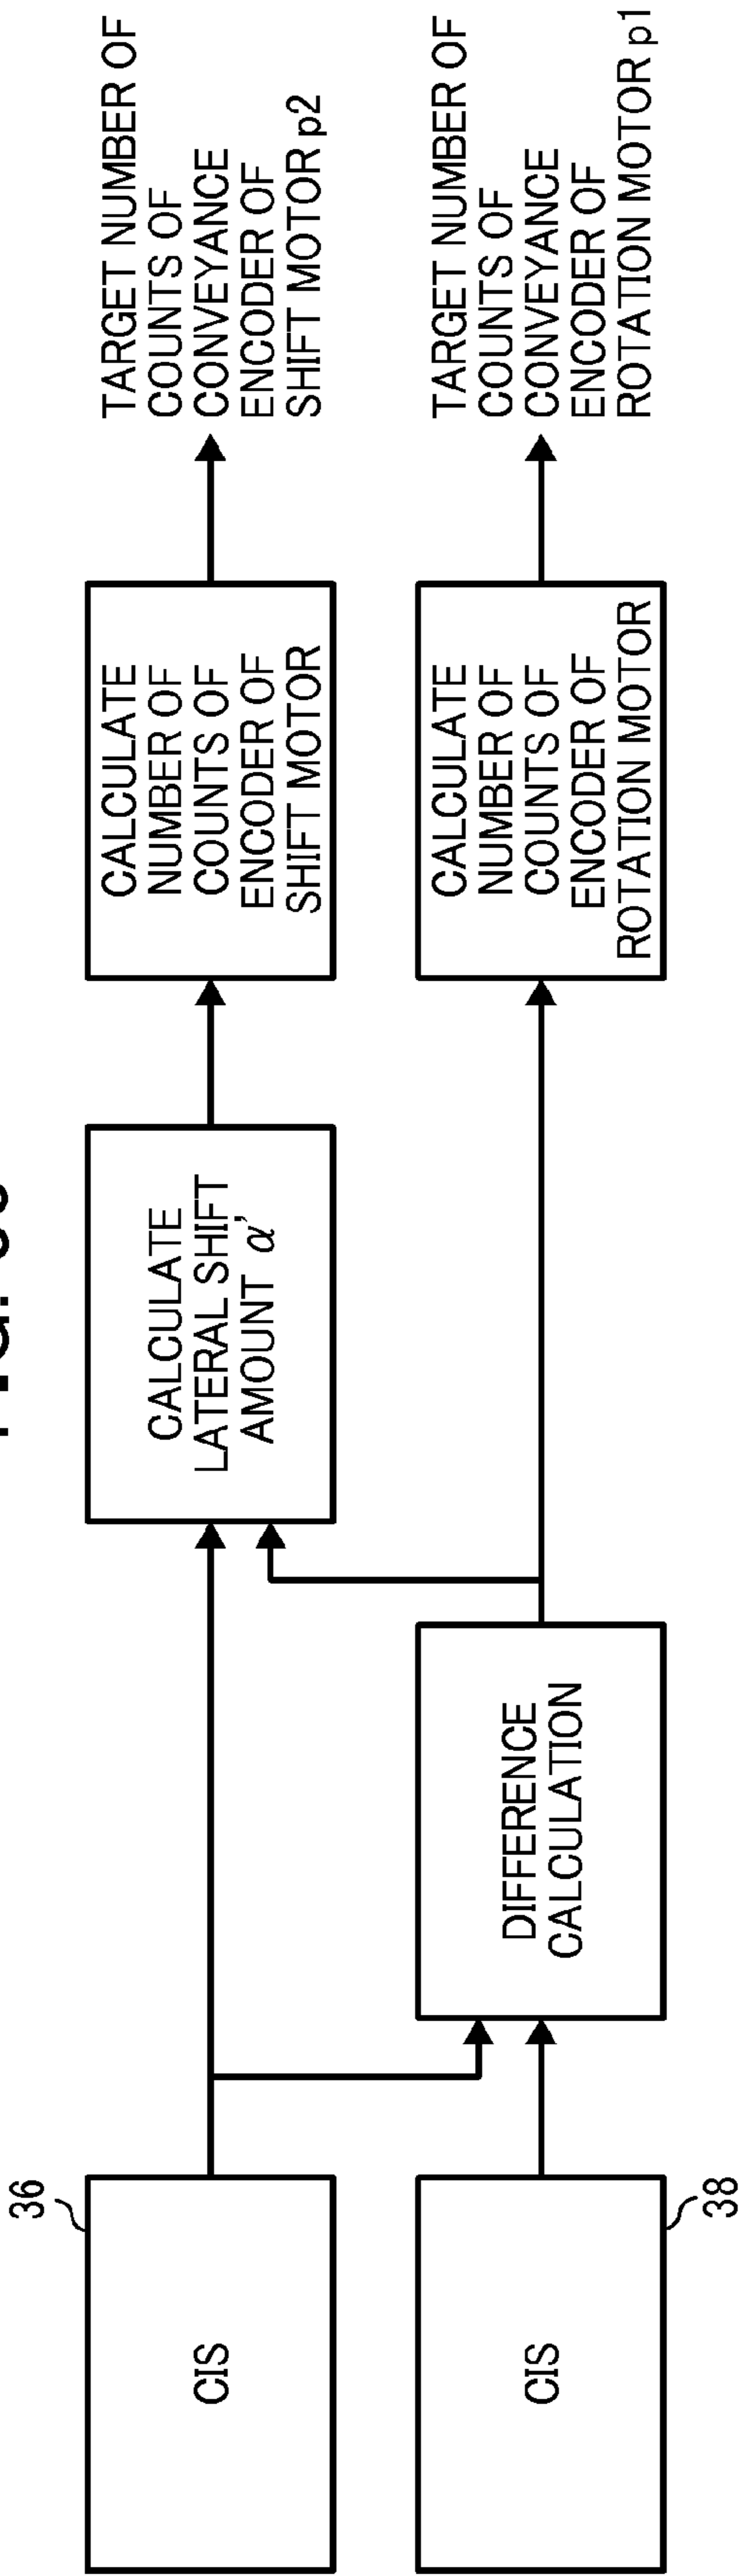 36
CIS
CALCULATE
LATERAL SHIFT
AMOUNT α'
CALCULATE
NUMBER OF
COUNTS OF
ENCODER OF
SHIFT MOTOR
TARGET NUMBER OF
COUNTS OF
CONVEYANCE
ENCODER OF
SHIFT MOTOR p2
CIS
38
DIFFERENCE
CALCULATION
CALCULATE
NUMBER OF
COUNTS OF
ENCODER OF
ROTATION MOTOR
TARGET NUMBER OF
COUNTS OF
CONVEYANCE
ENCODER OF
ROTATION MOTOR p1